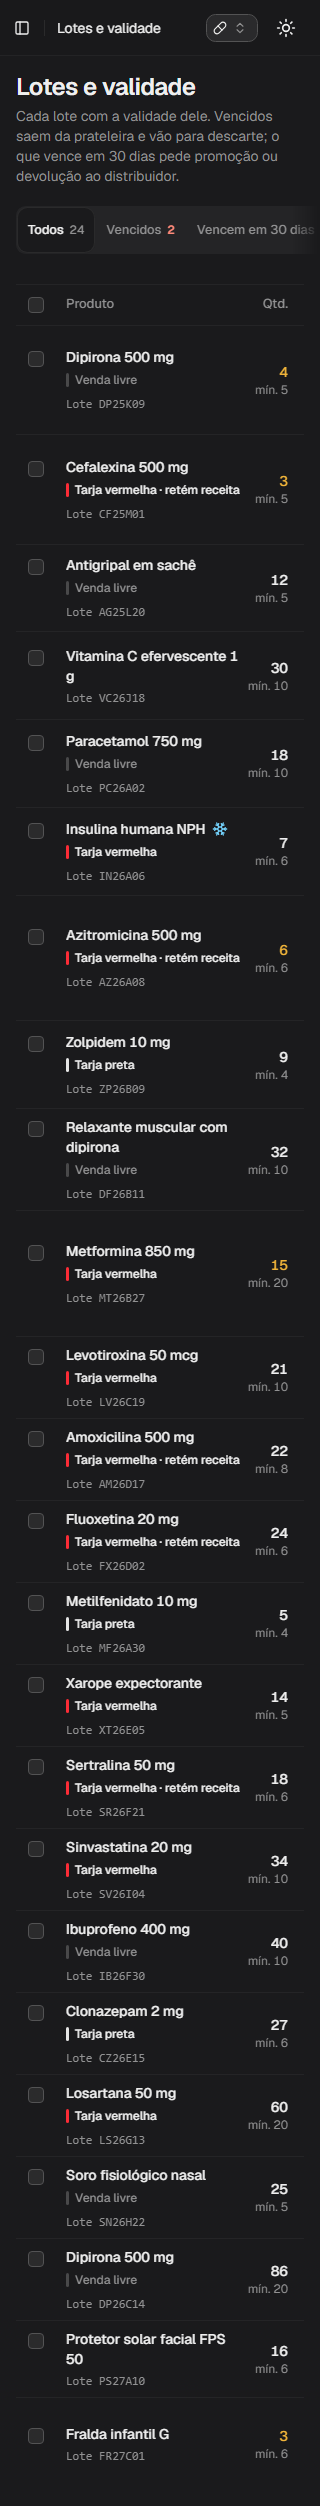 Lotes e validade
Lotes e validade
Cada lote com a validade dele. Vencidos
saem da prateleira e vão para descarte; o
que vence em 30 dias pede promoção ou
devolução ao distribuidor.
Todos 24 Vencidos 2 Vencem em 30 dias
Produto Qtd.
Dipirona 500 mg
Venda livre
Lote DP25K09
4
mín. 5
Cefalexina 500 mg
Tarja vermelha · retém receita
Lote CF25M01
3
mín. 5
Antigripal em sachê
Venda livre
Lote AG25L20
12
mín. 5
Vitamina C efervescente 1
g
Lote VC26J18
30
mín. 10
Paracetamol 750 mg
Venda livre
Lote PC26A02
18
mín. 10
Insulina humana NPH
Tarja vermelha
Lote IN26A06
7
mín. 6
Azitromicina 500 mg
Tarja vermelha · retém receita
Lote AZ26A08
6
mín. 6
Zolpidem 10 mg
Tarja preta
Lote ZP26B09
9
mín. 4
Relaxante muscular com
dipirona
Venda livre
Lote DF26B11
32
mín. 10
Metformina 850 mg
Tarja vermelha
Lote MT26B27
15
mín. 20
Levotiroxina 50 mcg
Tarja vermelha
Lote LV26C19
21
mín. 10
Amoxicilina 500 mg
Tarja vermelha · retém receita
Lote AM26D17
22
mín. 8
Fluoxetina 20 mg
Tarja vermelha · retém receita
Lote FX26D02
24
mín. 6
Metilfenidato 10 mg
Tarja preta
Lote MF26A30
5
mín. 4
Xarope expectorante
Tarja vermelha
Lote XT26E05
14
mín. 5
Sertralina 50 mg
Tarja vermelha · retém receita
Lote SR26F21
18
mín. 6
Sinvastatina 20 mg
Tarja vermelha
Lote SV26I04
34
mín. 10
Ibuprofeno 400 mg
Venda livre
Lote IB26F30
40
mín. 10
Clonazepam 2 mg
Tarja preta
Lote CZ26E15
27
mín. 6
Losartana 50 mg
Tarja vermelha
Lote LS26G13
60
mín. 20
Soro fisiológico nasal
Venda livre
Lote SN26H22
25
mín. 5
Dipirona 500 mg
Venda livre
Lote DP26C14
86
mín. 20
Protetor solar facial FPS
50
Lote PS27A10
16
mín. 6
Fralda infantil G
Lote FR27C01
3
mín. 6